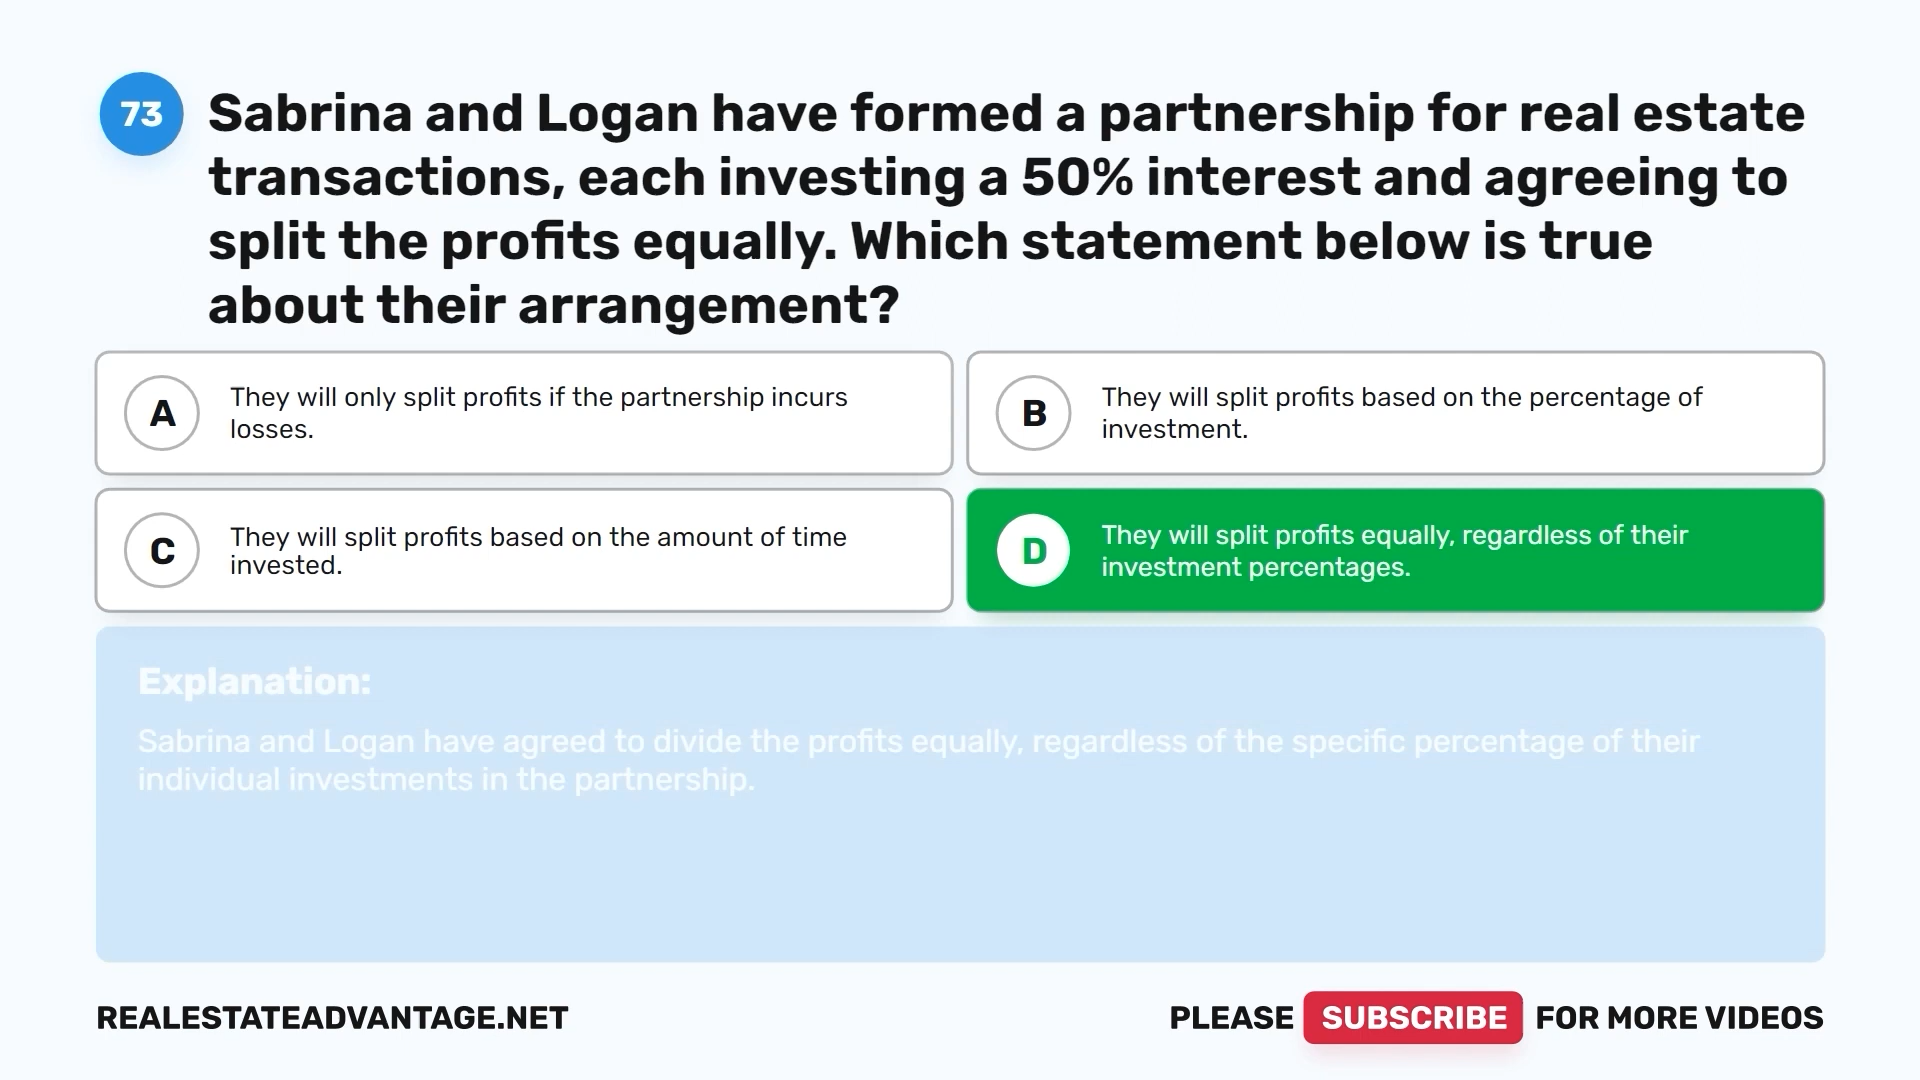 73
Sabrina and Logan have formed a partnership for real estate
transactions, each investing a 50% interest and agreeing to
split the profits equally. Which statement below is true
about their arrangement?
A
They will only split profits if the partnership incurs
losses.
B
They will split profits based on the percentage of
investment.
C
They will split profits based on the amount of time
invested.
D
They will split profits equally, regardless of their
investment percentages.
Explanation:
Sabrina and Logan have agreed to divide the profits equally, regardless of the specific percentage of their
individual investments in the partnership.
REALESTATEADVANTAGE.NET
PLEASE SUBSCRIBE FOR MORE VIDEOS